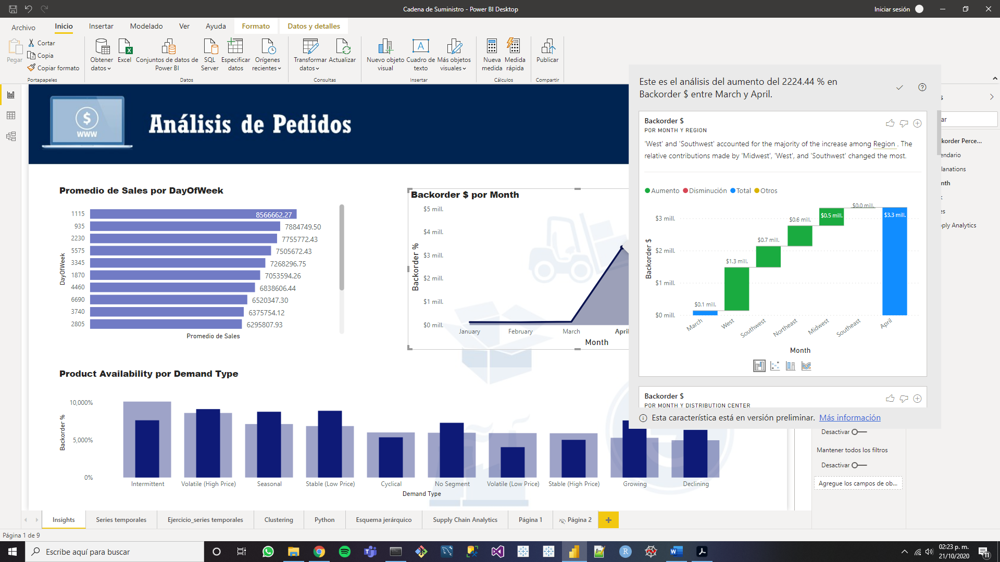 Cadena de Suministro - Power BI Desktop
Iniciar sesión
Archivo
Inicio
Insertar
Modelado
Ver
Ayuda
Formato
Datos y detalles
Pegar
Cortar
Copia
Copiar formato
Portapapeles
Obtener datos
Excel
Conjuntos de datos de Power BI
SQL Server
Especificar datos
Orígenes recientes
Datos
Transformar datos
Actualizar
Consultas
Nuevo objeto visual
Cuadro de texto
Más objetos visuales
Insertar
Nueva medida
Medida rápida
Cálculos
Publicar
Compartir
$
WWW
Análisis de Pedidos
Promedio de Sales por DayOfWeek
DayOfWeek
1115 8566662.27
935 7884749.50
2230 7755772.43
5575 7505672.43
3345 7268296.75
1870 7053594.26
4460 6838606.44
6690 6520347.30
3740 6375754.12
2805 6295807.93
Promedio de Sales
Backorder $ por Month
Backorder %
$5 mill.
$4 mill.
$3 mill.
$2 mill.
$1 mill.
$0 mill.
January
February
March
April
Month
Product Availability por Demand Type
Backorder %
10,000%
5,000%
0%
Intermittent
Volatile (High Price)
Seasonal
Stable (Low Price)
Cyclical
No Segment
Volatile (Low Price)
Stable (High Price)
Growing
Declining
Demand Type
Este es el análisis del aumento del 2224.44 % en
Backorder $ entre March y April.
Backorder $
POR MONTH Y REGION
'West' and 'Southwest' accounted for the majority of the increase among Region . The
relative contributions made by 'Midwest', 'West', and 'Southwest' changed the most.
Aumento
Disminución
Total
Otros
Backorder $
$3 mill.
$2 mill.
$1 mill.
$0 mill.
$0.1 mill.
$1.3 mill.
$0.7 mill.
$0.6 mill.
$0.5 mill.
$0.0 mill.
$3.3 mill.
March
West
Southwest
Northeast
Midwest
Southeast
April
Month
Backorder $
POR MONTH Y DISTRIBUTION CENTER
Esta característica está en versión preliminar. Más información
s
ar
korder Perce...
endario
lanations
nth
es
ply Analytics
Desactivar
Mantener todos los filtros
Desactivar
Agregue los campos de ob...
Insights
Series temporales
Ejercicio_series temporales
Clustering
Python
Esquema jerárquico
Supply Chain Analytics
Página 1
Página 2
+
Página 1 de 9
Escribe aquí para buscar
02:23 p. m.
21/10/2020
11